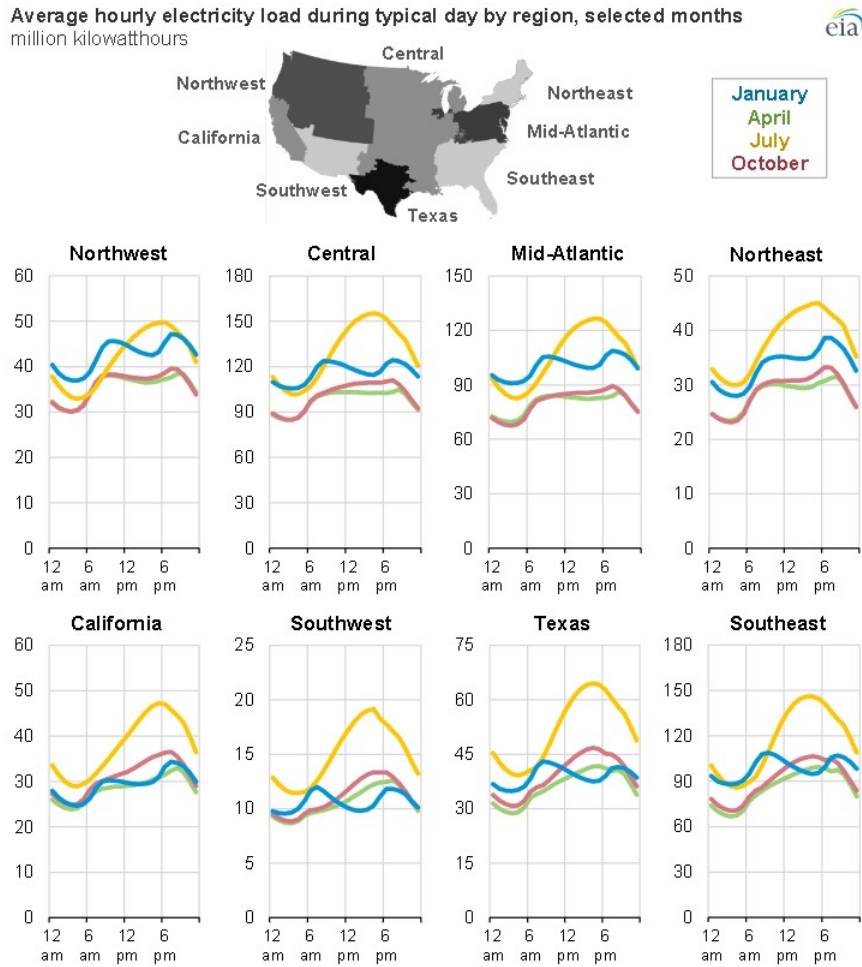 Average hourly electricity load during typical day by region, selected months
million kilowatthours
eia
Central
Northwest
Northeast
California
Mid-Atlantic
Southwest
Southeast
Texas
January
April
July
October
Northwest
60
50
40
30
20
10
0
12 am
6 am
12 pm
6 pm
Central
180
150
120
90
60
30
0
12 am
6 am
12 pm
6 pm
Mid-Atlantic
150
120
90
60
30
0
12 am
6 am
12 pm
6 pm
Northeast
50
40
30
20
10
0
12 am
6 am
12 pm
6 pm
California
60
50
40
30
20
10
0
12 am
6 am
12 pm
6 pm
Southwest
25
20
15
10
5
0
12 am
6 am
12 pm
6 pm
Texas
75
60
45
30
15
0
12 am
6 am
12 pm
6 pm
Southeast
180
150
120
90
60
30
0
12 am
6 am
12 pm
6 pm